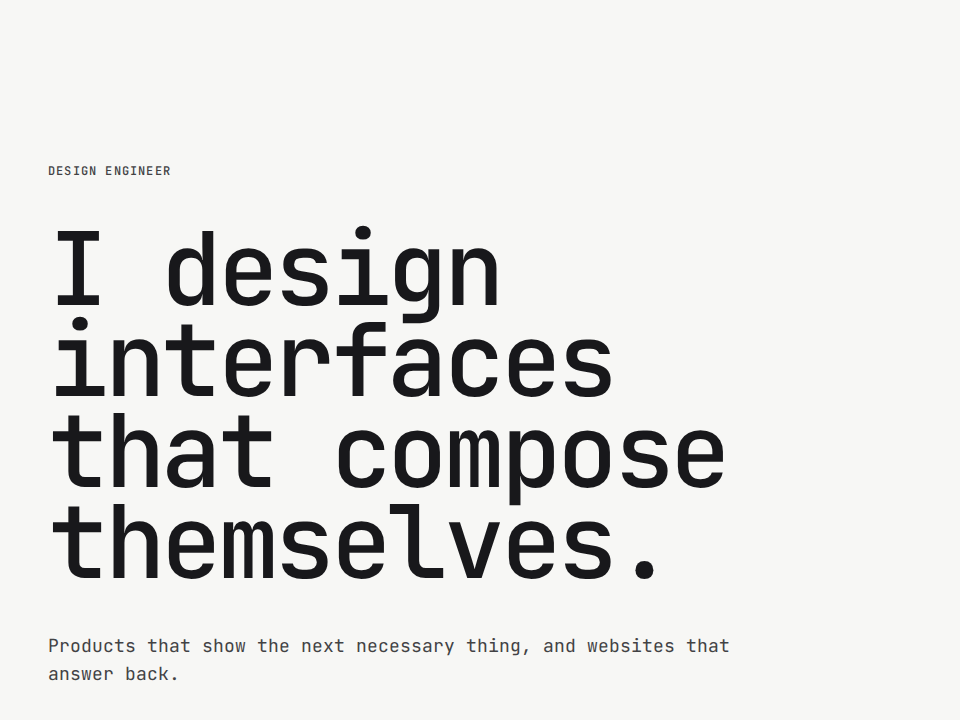 DESIGN ENGINEER
I design
interfaces
that compose
themselves.
Products that show the next necessary thing, and websites that
answer back.